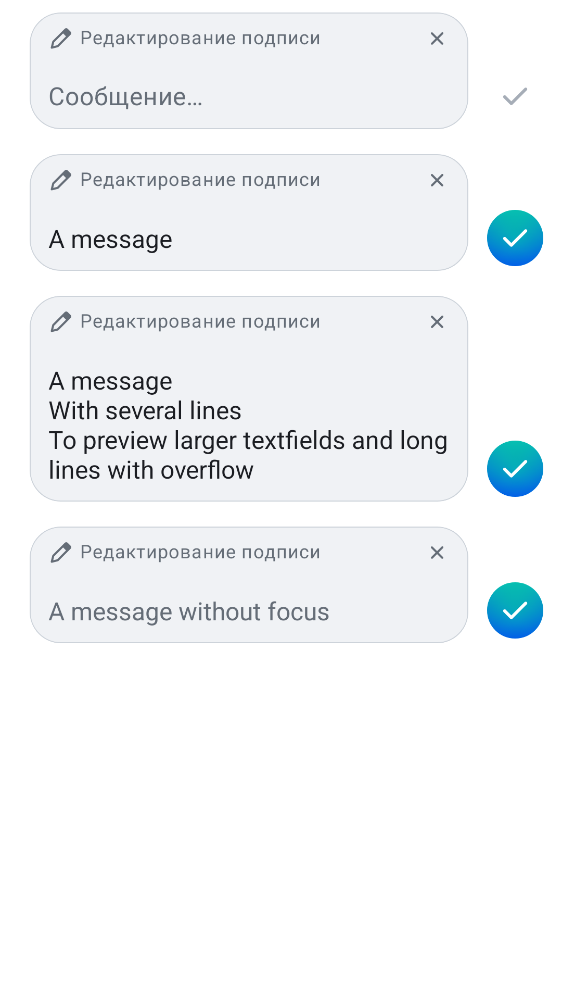 Редактирование подписи
Сообщение…
Редактирование подписи
A message
Редактирование подписи
A message
With several lines
To preview larger textfields and long
lines with overflow
Редактирование подписи
A message without focus